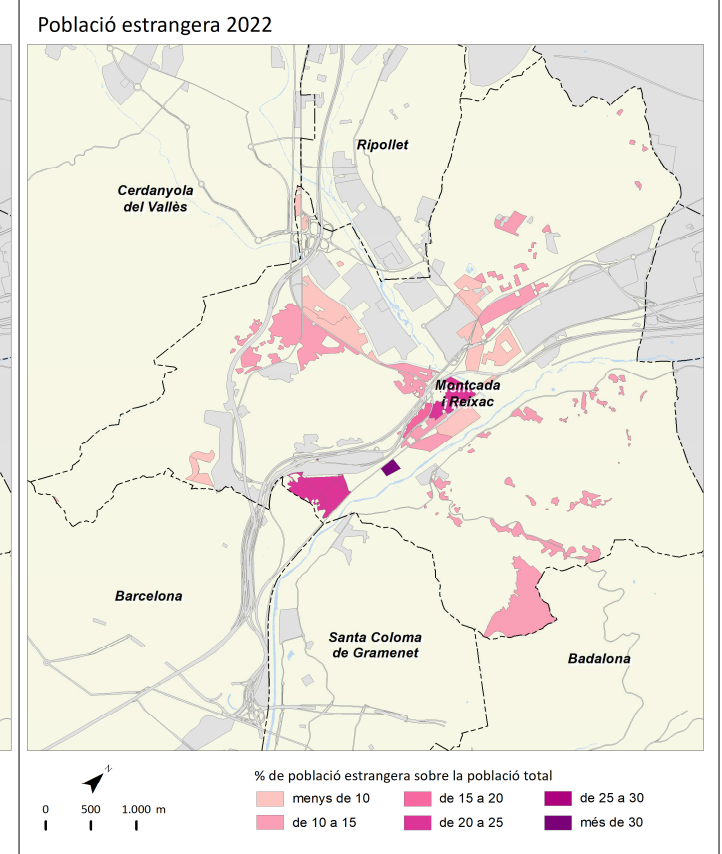 Població estrangera 2022
Ripollet
Cerdanyola
del Vallès
Montcada
i Reixac
Barcelona
Santa Coloma
de Gramenet
Badalona
N
0 500 1.000 m
% de població estrangera sobre la població total
menys de 10
de 10 a 15
de 15 a 20
de 20 a 25
de 25 a 30
més de 30